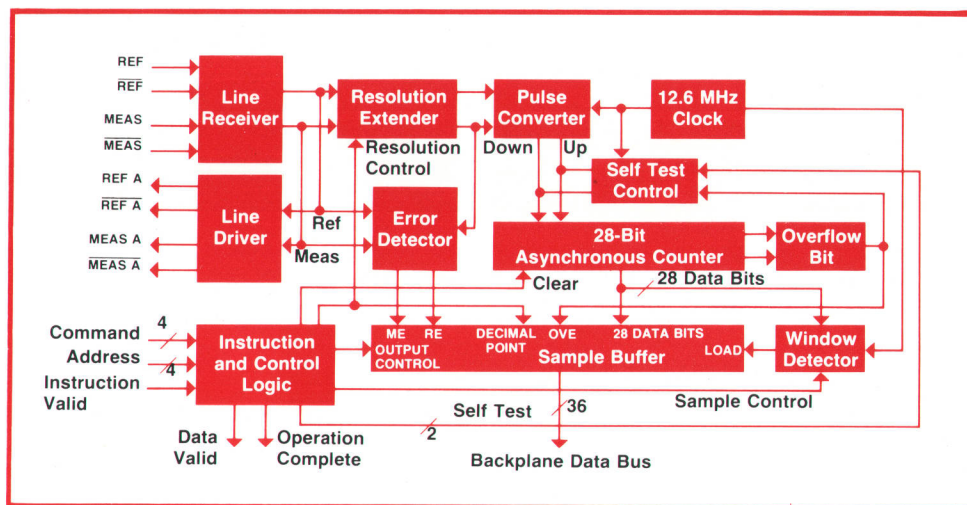 REF
REF
MEAS
MEAS
Line
Receiver
Resolution
Extender
Resolution
Control
Pulse
Converter
Down
Up
12.6 MHz
Clock
Self Test
Control
REF A
REF A
MEAS A
MEAS A
Line
Driver
Ref
Meas
Error
Detector
28-Bit
Asynchronous Counter
Overflow
Bit
Clear
28 Data Bits
Command
4
Address
4
Instruction
Valid
Instruction
and Control
Logic
ME
RE
DECIMAL
POINT
OVE
28 DATA BITS
OUTPUT
CONTROL
Sample Buffer
LOAD
Window
Detector
Self Test
2
36
Sample Control
Data
Valid
Operation
Complete
Backplane Data Bus